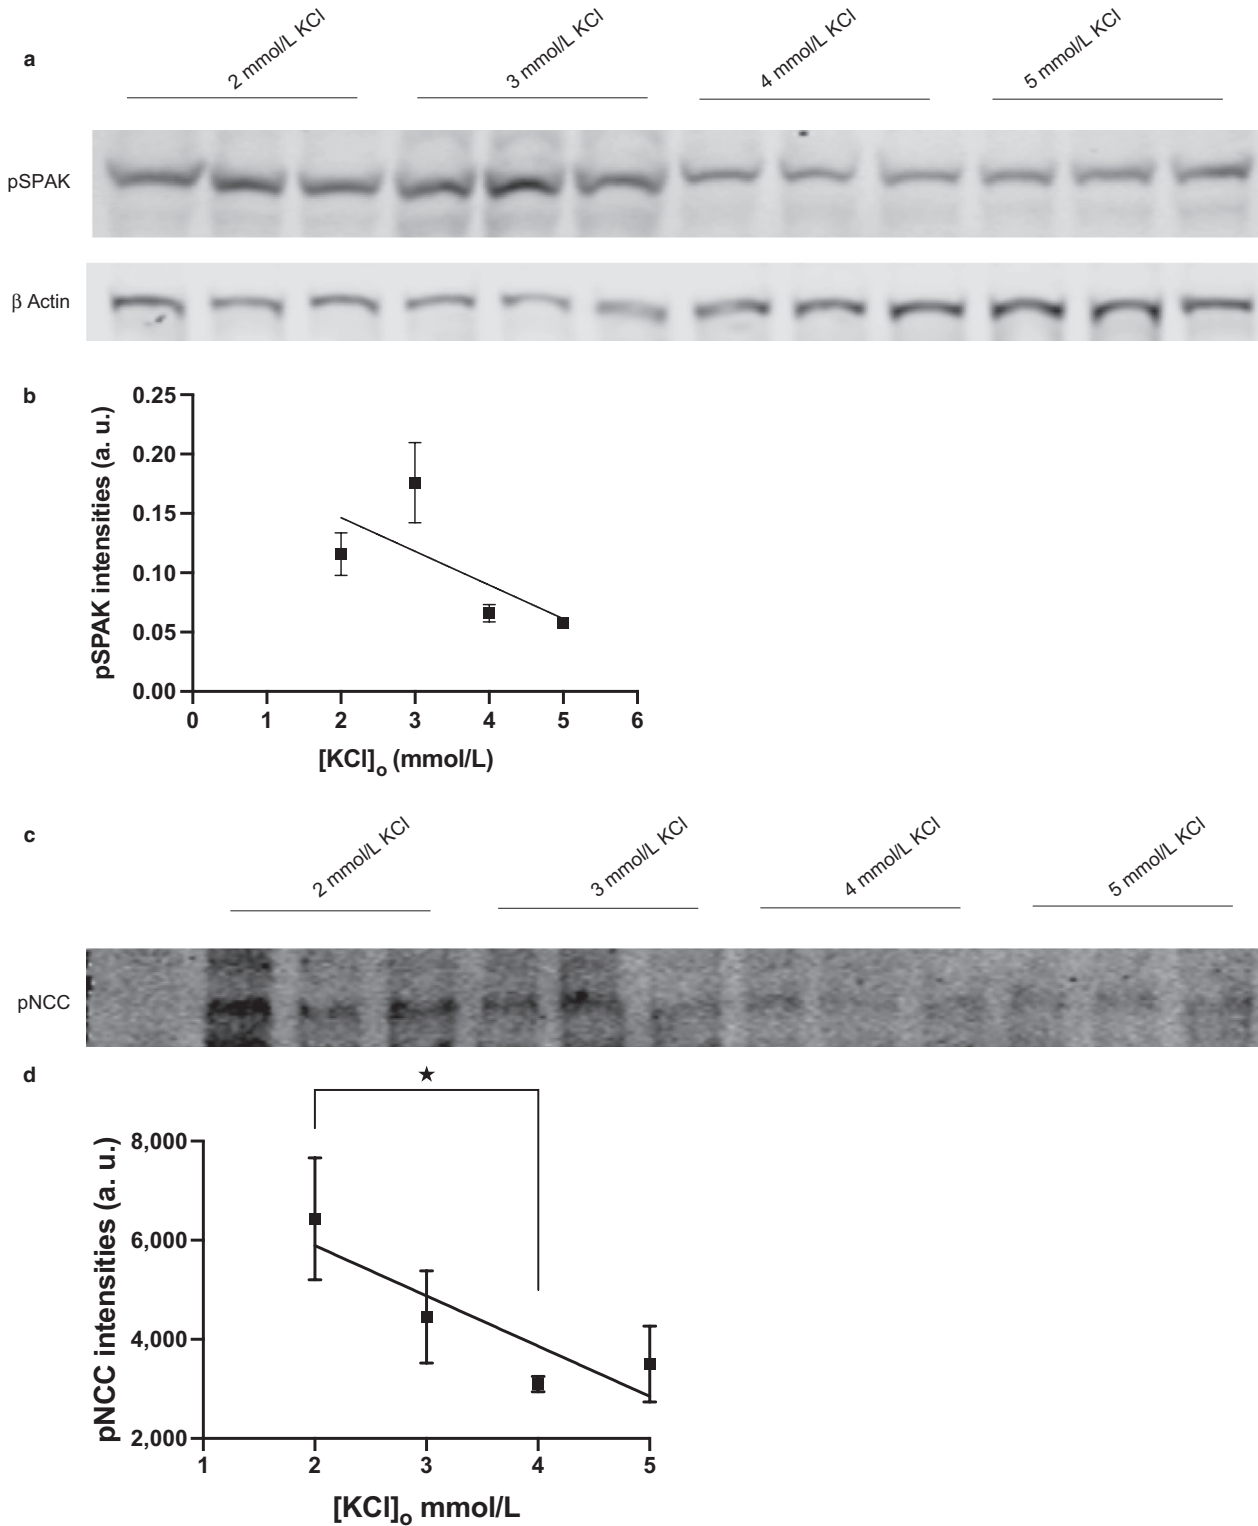 a
2 mmol/L KCl
3 mmol/L KCl
4 mmol/L KCl
5 mmol/L KCl
pSPAK
β Actin
b
pSPAK intensities (a. u.)
0.25
0.20
0.15
0.10
0.05
0.00
0 1 2 3 4 5 6
[KCl]o (mmol/L)
c
2 mmol/L KCl
3 mmol/L KCl
4 mmol/L KCl
5 mmol/L KCl
pNCC
d
★
pNCC intensities (a. u.)
8,000
6,000
4,000
2,000
1 2 3 4 5
[KCl]o mmol/L